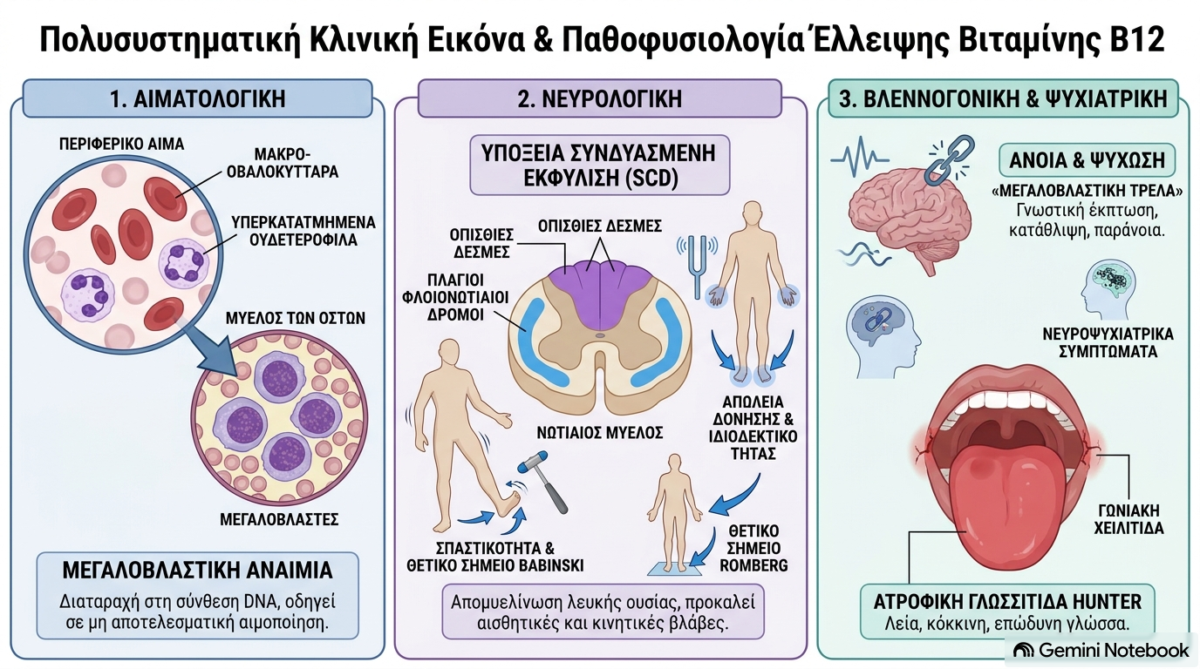 Πολυσυστηματική Κλινική Εικόνα & Παθοφυσιολογία Έλλειψης Βιταμίνης Β12
1. ΑΙΜΑΤΟΛΟΓΙΚΗ
ΠΕΡΙΦΕΡΙΚΟ ΑΙΜΑ
ΜΑΚΡΟ-
ΟΒΑΛΟΚΥΤΤΑΡΑ
ΥΠΕΡΚΑΤΑΤΜΗΜΕΝΑ
ΟΥΔΕΤΕΡΟΦΙΛΑ
ΜΥΕΛΟΣ ΤΩΝ ΟΣΤΩΝ
ΜΕΓΑΛΟΒΛΑΣΤΕΣ
ΜΕΓΑΛΟΒΛΑΣΤΙΚΗ ΑΝΑΙΜΙΑ
Διαταραχή στη σύνθεση DNA, οδηγεί
σε μη αποτελεσματική αιμοποίηση.
2. ΝΕΥΡΟΛΟΓΙΚΗ
ΥΠΟΞΕΙΑ ΣΥΝΔΥΑΣΜΕΝΗ
ΕΚΦΥΛΙΣΗ (SCD)
ΟΠΙΣΘΙΕΣ
ΔΕΣΜΕΣ
ΟΠΙΣΘΙΕΣ ΔΕΣΜΕΣ
ΠΛΑΓΙΟΙ
ΦΛΟΙΟΝΩΤΙΑΙΟΙ
ΔΡΟΜΟΙ
ΝΩΤΙΑΙΟΣ ΜΥΕΛΟΣ
ΑΠΩΛΕΙΑ
ΔΟΝΗΣΗΣ &
ΙΔΙΟΔΕΚΤΙΚΟ
ΤΗΤΑΣ
ΣΠΑΣΤΙΚΟΤΗΤΑ &
ΘΕΤΙΚΟ ΣΗΜΕΙΟ BABINSKI
ΘΕΤΙΚΟ
ΣΗΜΕΙΟ
ROMBERG
Απομυελίνωση λευκής ουσίας, προκαλεί
αισθητικές και κινητικές βλάβες.
3. ΒΛΕΝΝΟΓΟΝΙΚΗ & ΨΥΧΙΑΤΡΙΚΗ
ΑΝΟΙΑ & ΨΥΧΩΣΗ
«ΜΕΓΑΛΟΒΛΑΣΤΙΚΗ ΤΡΕΛΑ»
Γνωστική έκπτωση,
κατάθλιψη, παράνοια.
ΝΕΥΡΟΨΥΧΙΑΤΡΙΚΑ
ΣΥΜΠΤΩΜΑΤΑ
ΓΩΝΙΑΚΗ
ΧΕΙΛΙΤΙΔΑ
ΑΤΡΟΦΙΚΗ ΓΛΩΣΣΙΤΙΔΑ HUNTER
Λεία, κόκκινη, επώδυνη γλώσσα.
Gemini Notebook